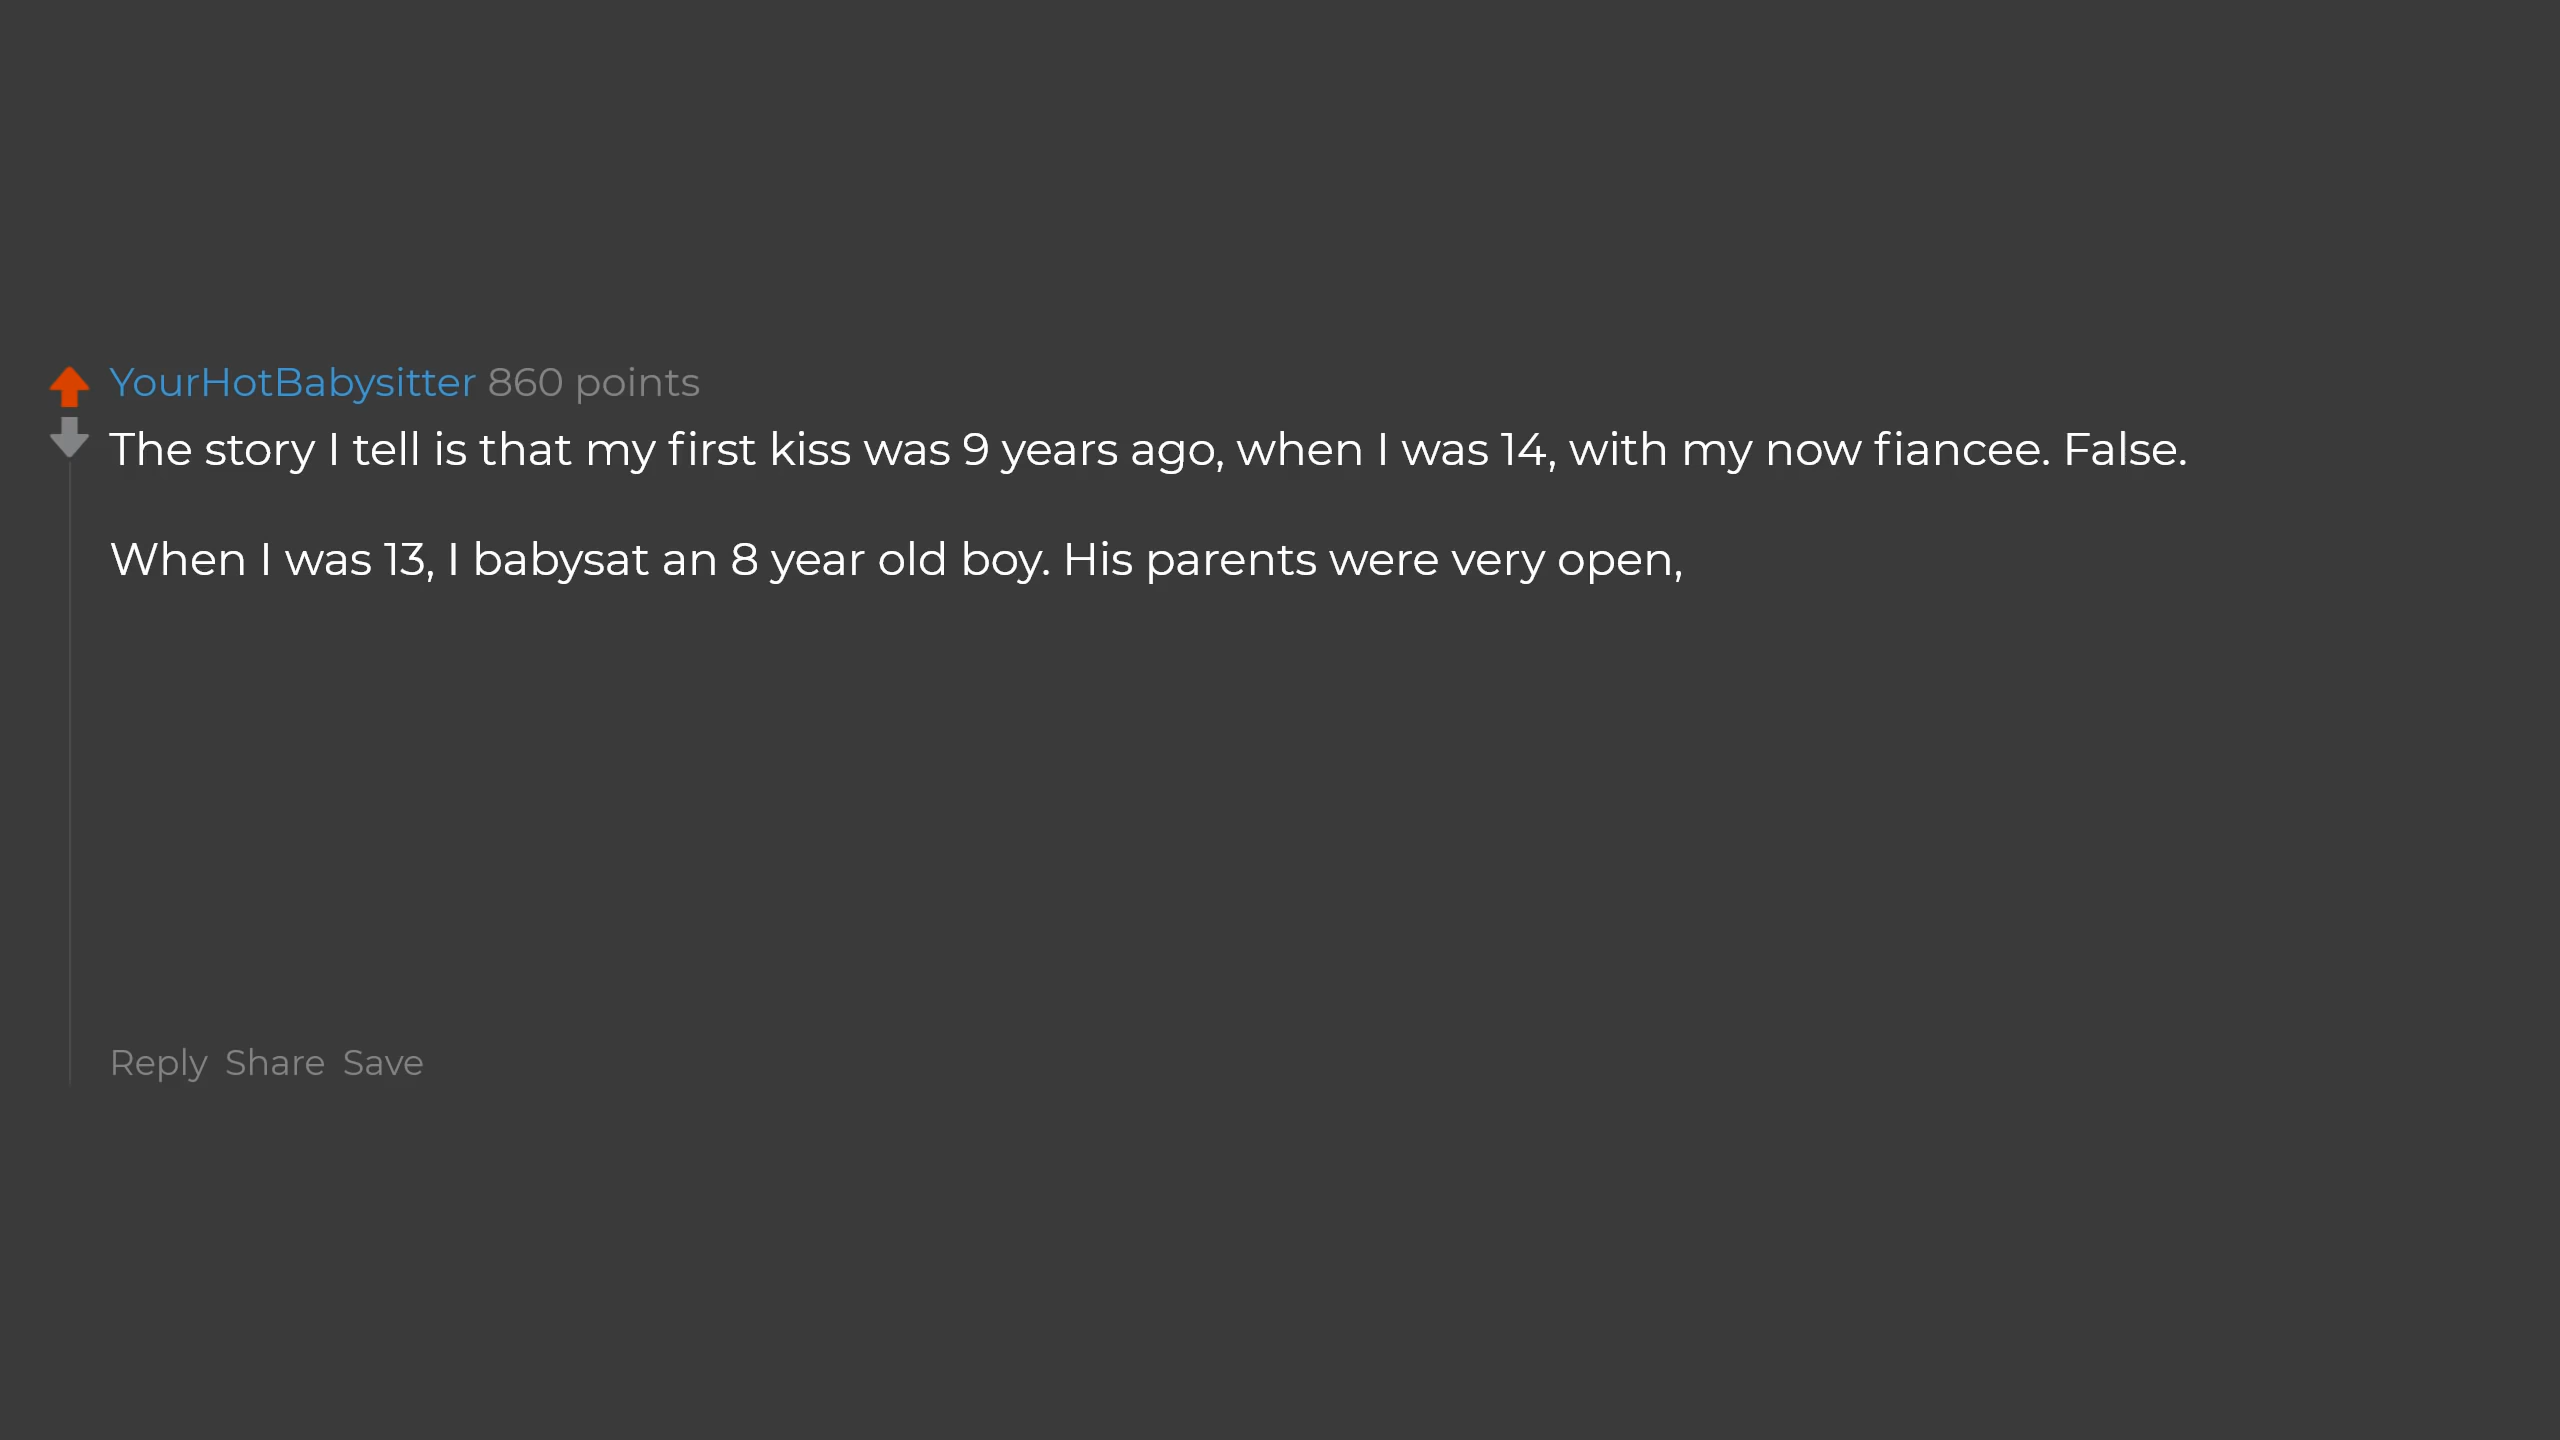 YourHotBabysitter 860 points
The story I tell is that my first kiss was 9 years ago, when I was 14, with my now fiancee. False.
When I was 13, I babysat an 8 year old boy. His parents were very open,
Reply Share Save